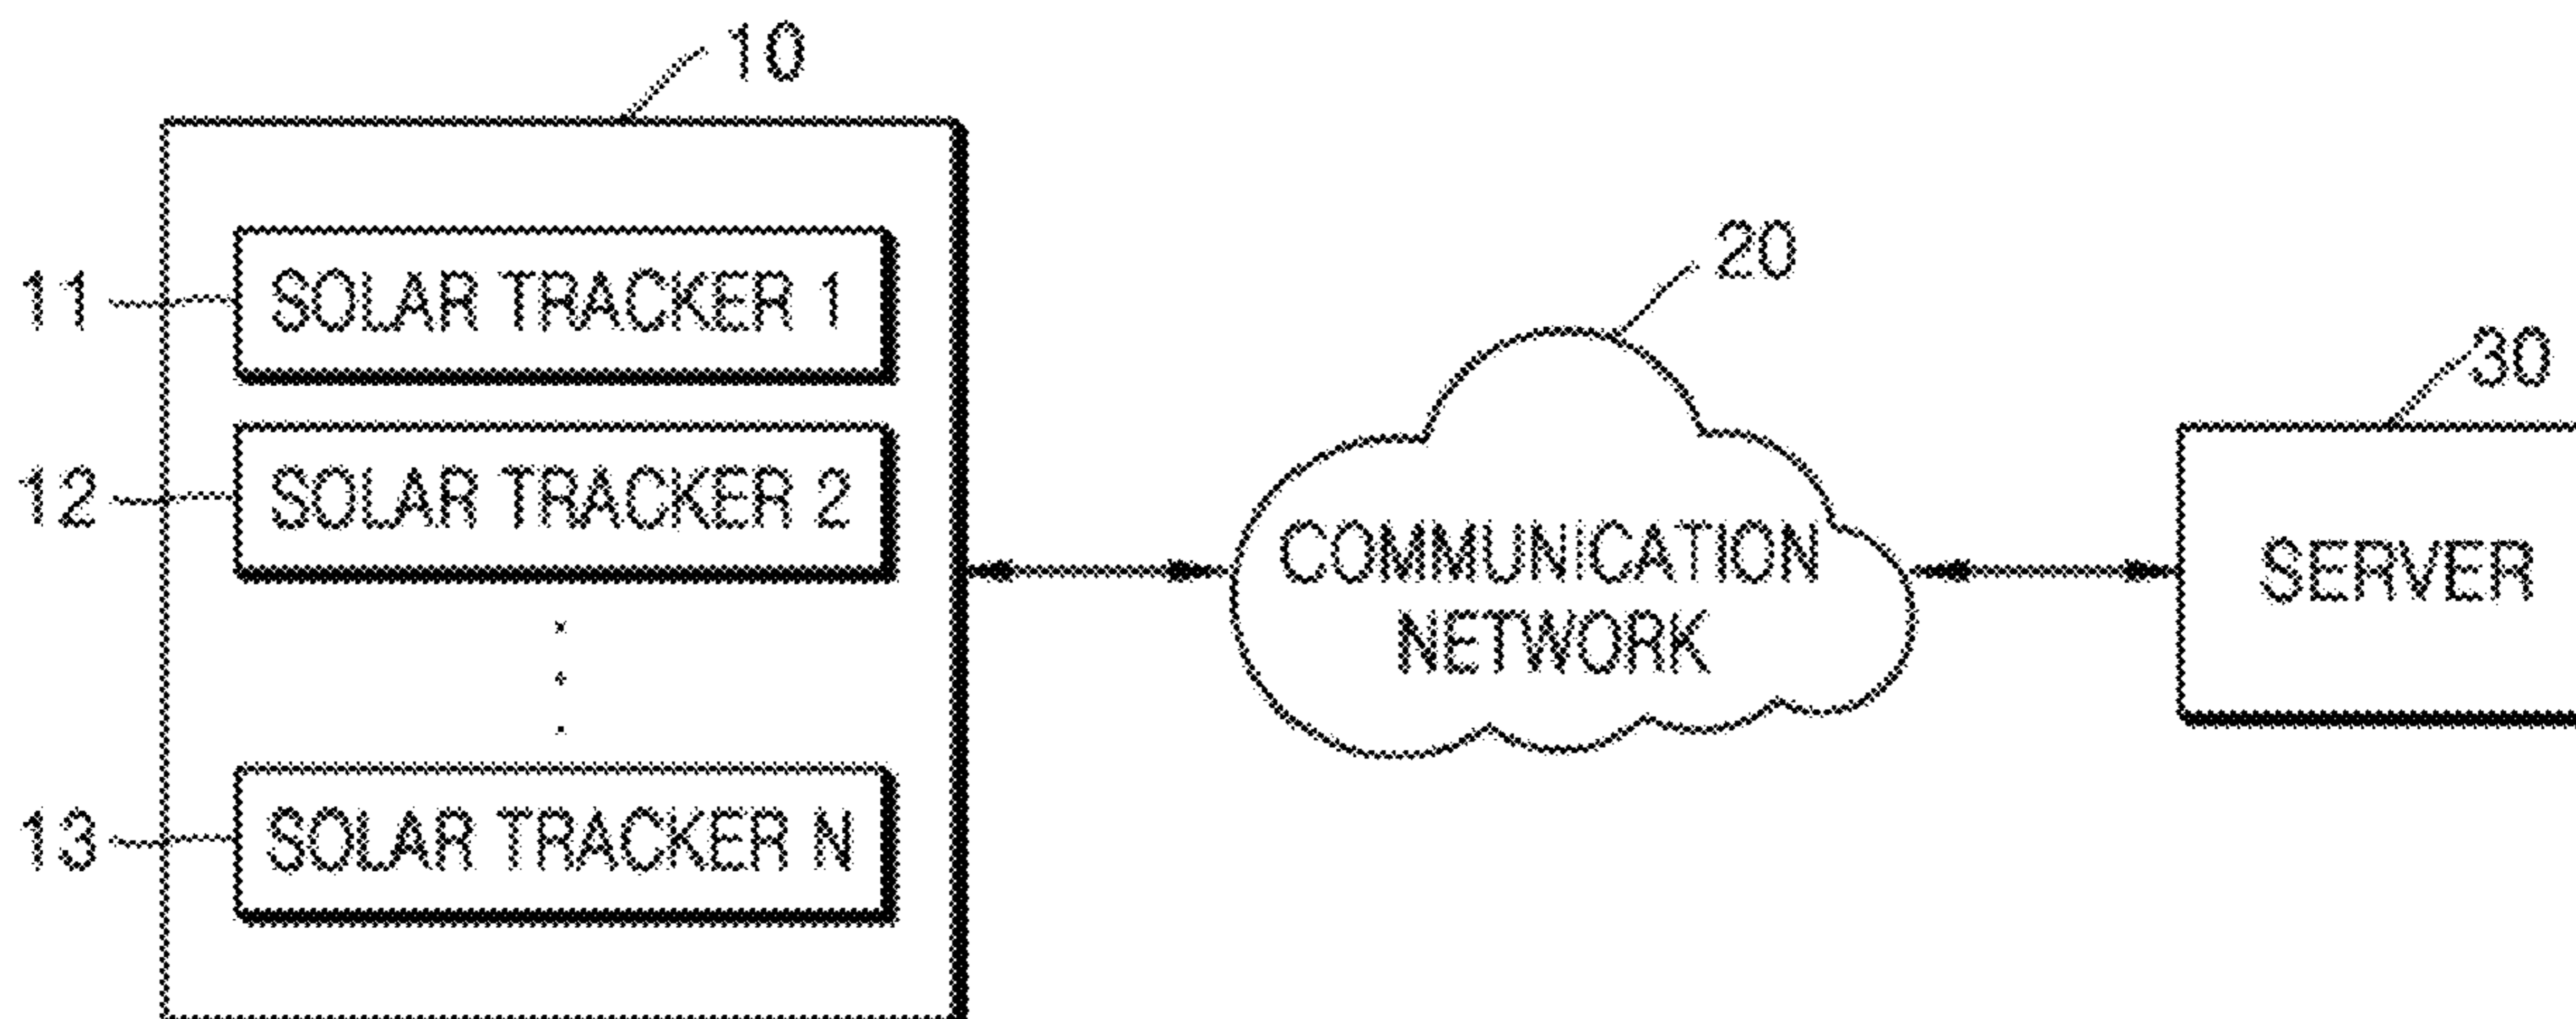 10
11
SOLAR TRACKER 1
12
SOLAR TRACKER 2
13
SOLAR TRACKER N
20
COMMUNICATION
NETWORK
30
SERVER